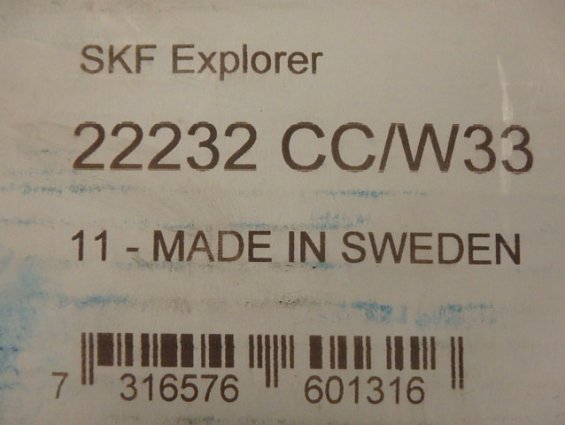 SKF Explorer
22232 CC/W33
11 - MADE IN SWEDEN
7 316576 601316